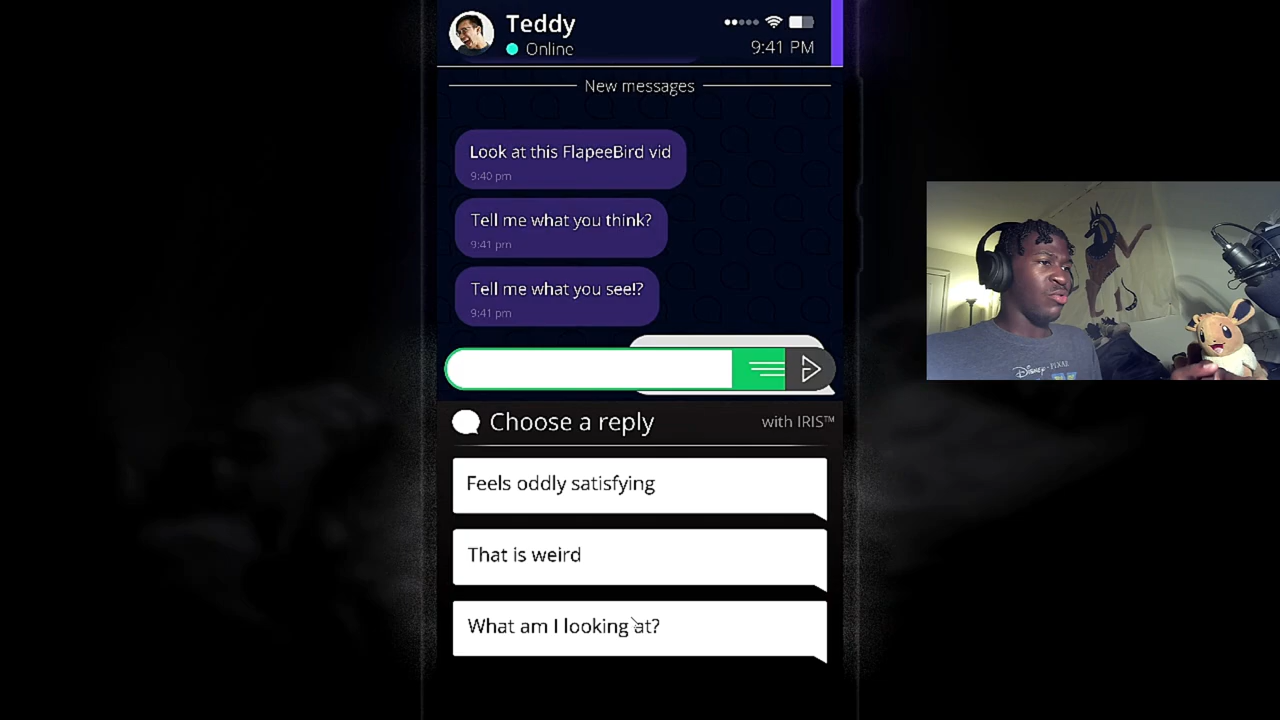 Teddy
Online
9:41 PM
New messages
Look at this FlapeeBird vid
9:40 pm
Tell me what you think?
9:41 pm
Tell me what you see!?
9:41 pm
Choose a reply
with IRIS™
Feels oddly satisfying
That is weird
What am I looking at?
Disney · PIXAR